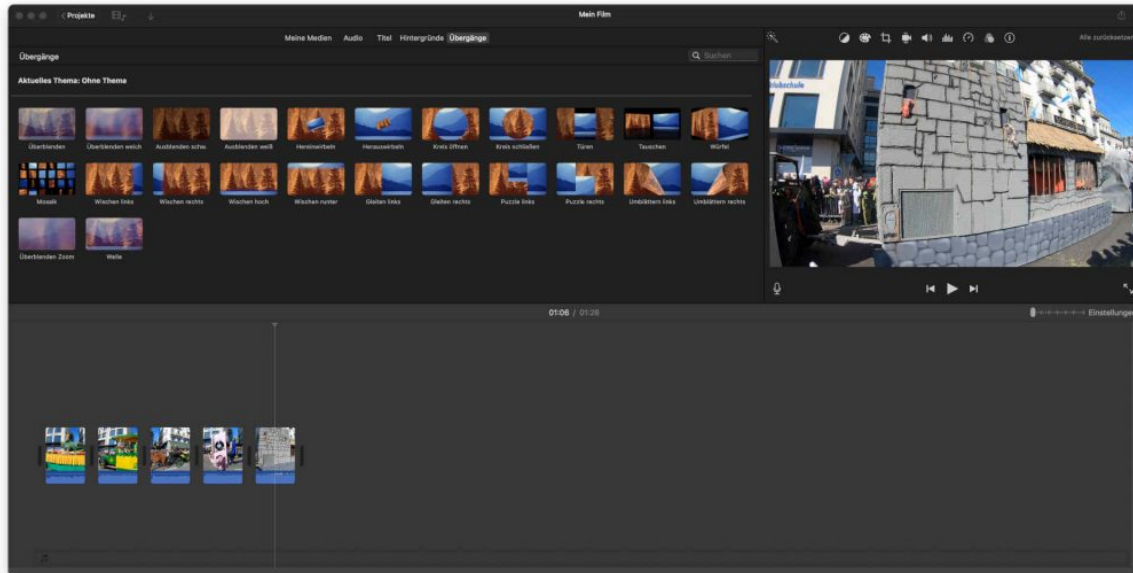 Projekte
Mein Film
Meine Medien Audio Titel Hintergründe Übergänge
Alle zurücksetzen
Übergänge
Suchen
Aktuelles Thema: Ohne Thema
Überblenden Überblenden weich Ausblenden schw. Ausblenden weiß Hereinwirbeln Herauswirbeln Kreis öffnen Kreis schließen Türen Tauschen Würfel
Mosaik Wischen links Wischen rechts Wischen hoch Wischen runter Gleiten links Gleiten rechts Puzzle links Puzzle rechts Umblättern links Umblättern rechts
Überblenden Zoom Welle
01:06 / 01:26
Einstellungen